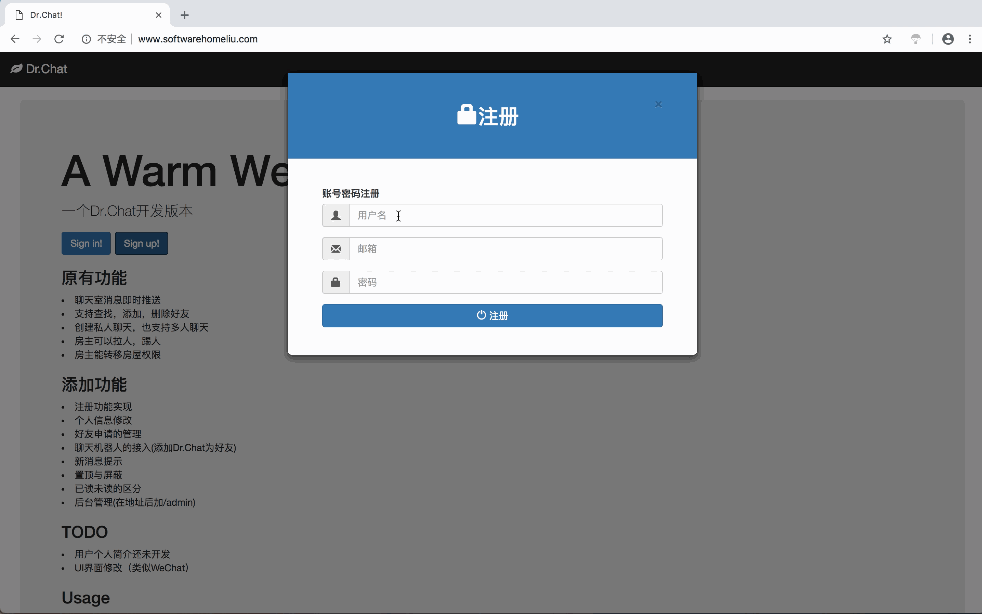 Dr.Chat!
不安全
www.softwarehomeliu.com
Dr.Chat
注册
账号密码注册
用户名
邮箱
密码
注册
A Warm We
一个Dr.Chat开发版本
Sign in!
Sign up!
原有功能
聊天室消息即时推送
支持查找，添加，删除好友
创建私人聊天，也支持多人聊天
房主可以拉人，踢人
房主能转移房屋权限
添加功能
注册功能实现
个人信息修改
好友申请的管理
聊天机器人的接入(添加Dr.Chat为好友)
新消息提示
置顶与屏蔽
已读未读的区分
后台管理(在地址后加/admin)
TODO
用户个人简介还未开发
UI界面修改（类似WeChat）
Usage